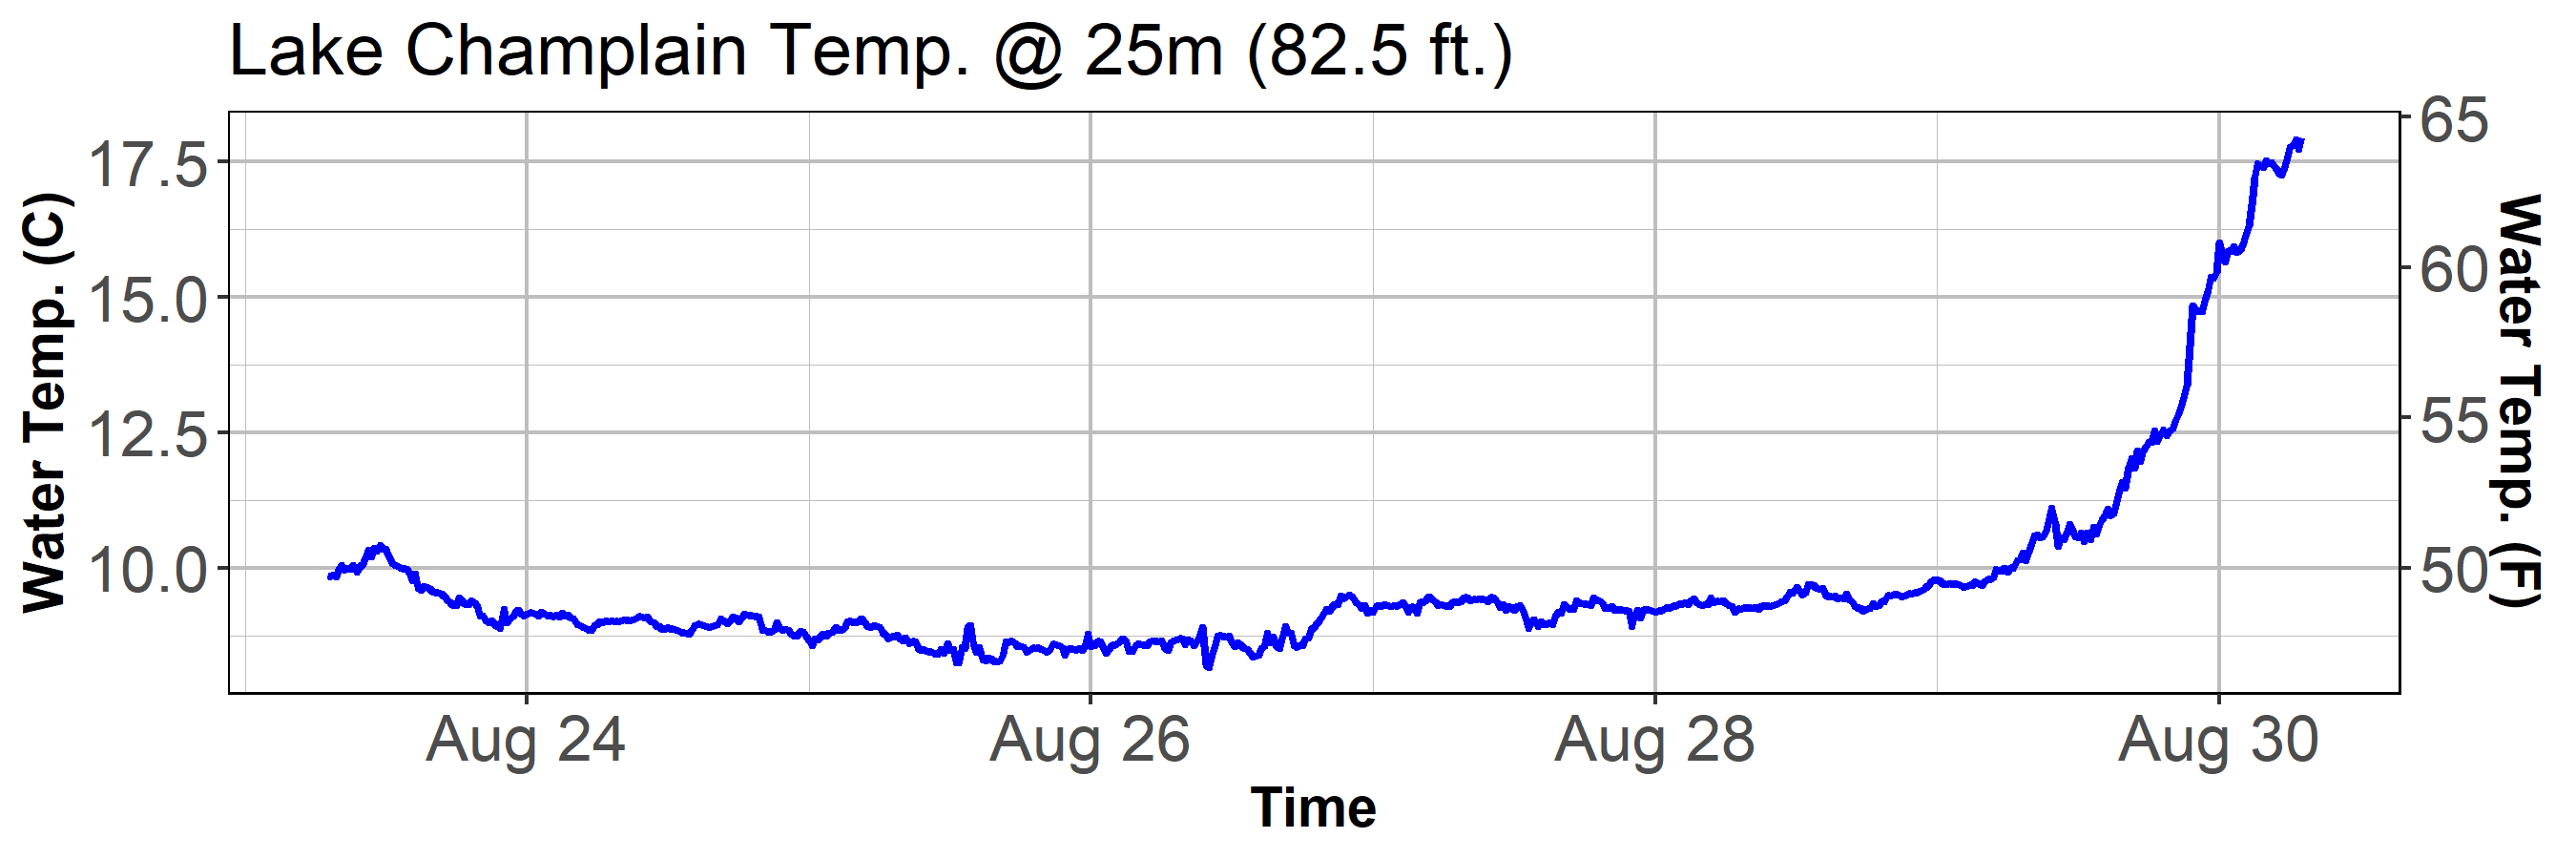 Lake Champlain Temp. @ 25m (82.5 ft.)
Water Temp. (C)
17.5
15.0
12.5
10.0
65
60
55
50
Water Temp. (F)
Aug 24
Aug 26
Aug 28
Aug 30
Time